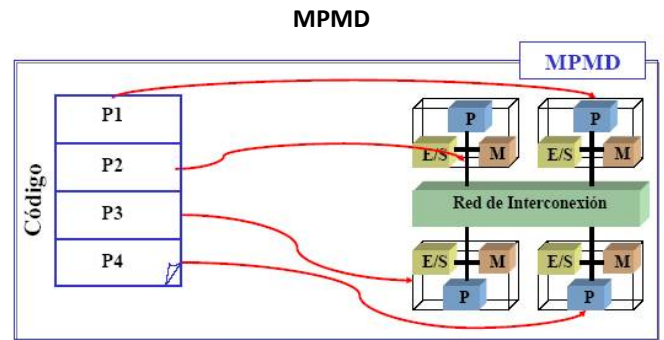 MPMD
MPMD
Código
P1
P2
P3
P4
P
P
E/S
M
E/S
M
Red de Interconexión
E/S
M
E/S
M
P
P